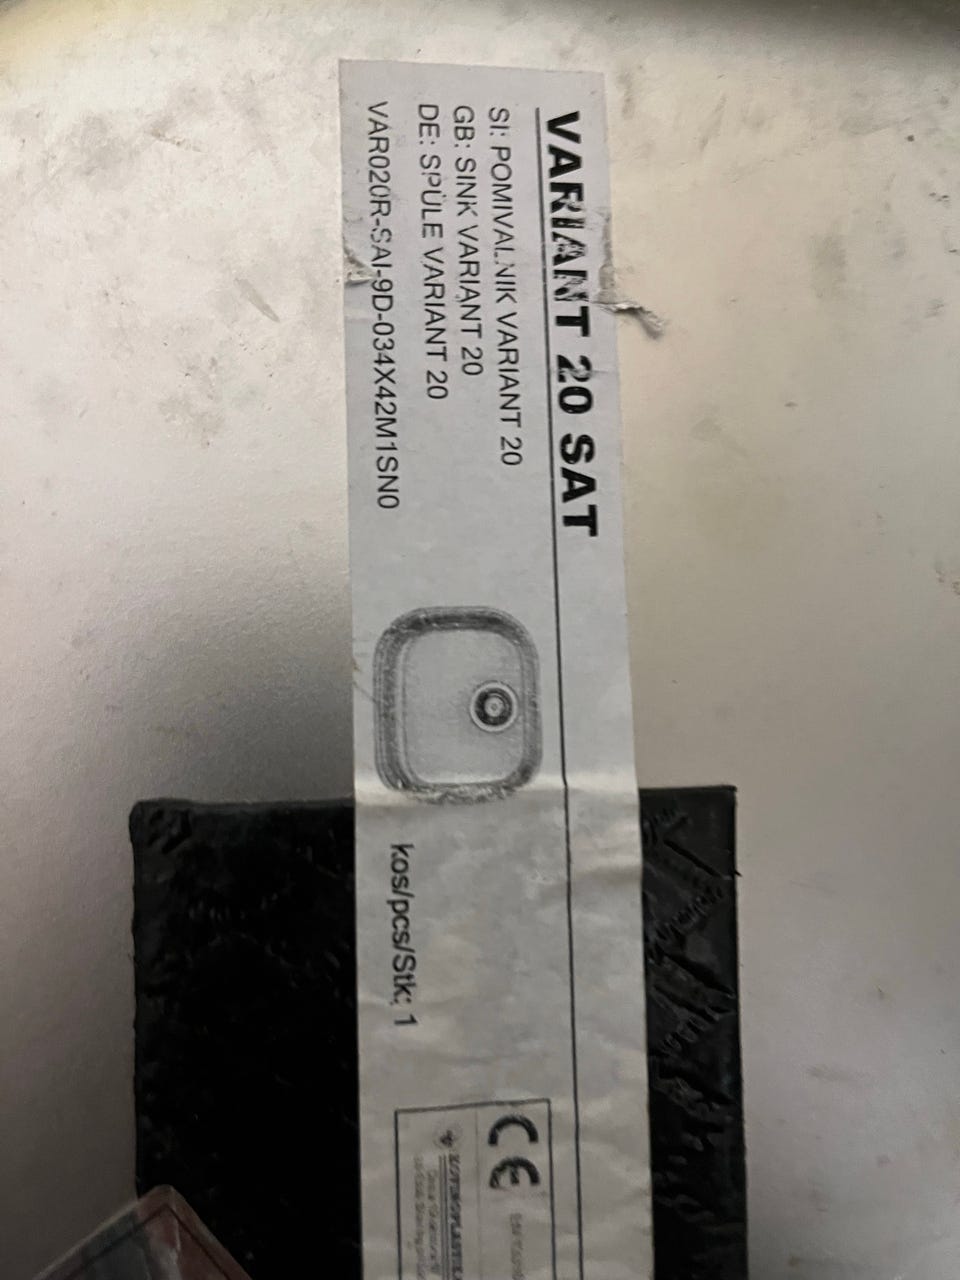 VARIANT 20 SAT
SI: POMIVALNIK VARIANT 20
GB: SINK VARIANT 20
DE: SPÜLE VARIANT 20
VAR020R-SAI-9D-034X42M1SN0
kos/pcs/Stk: 1
CE
KOVINOPLASTIKA